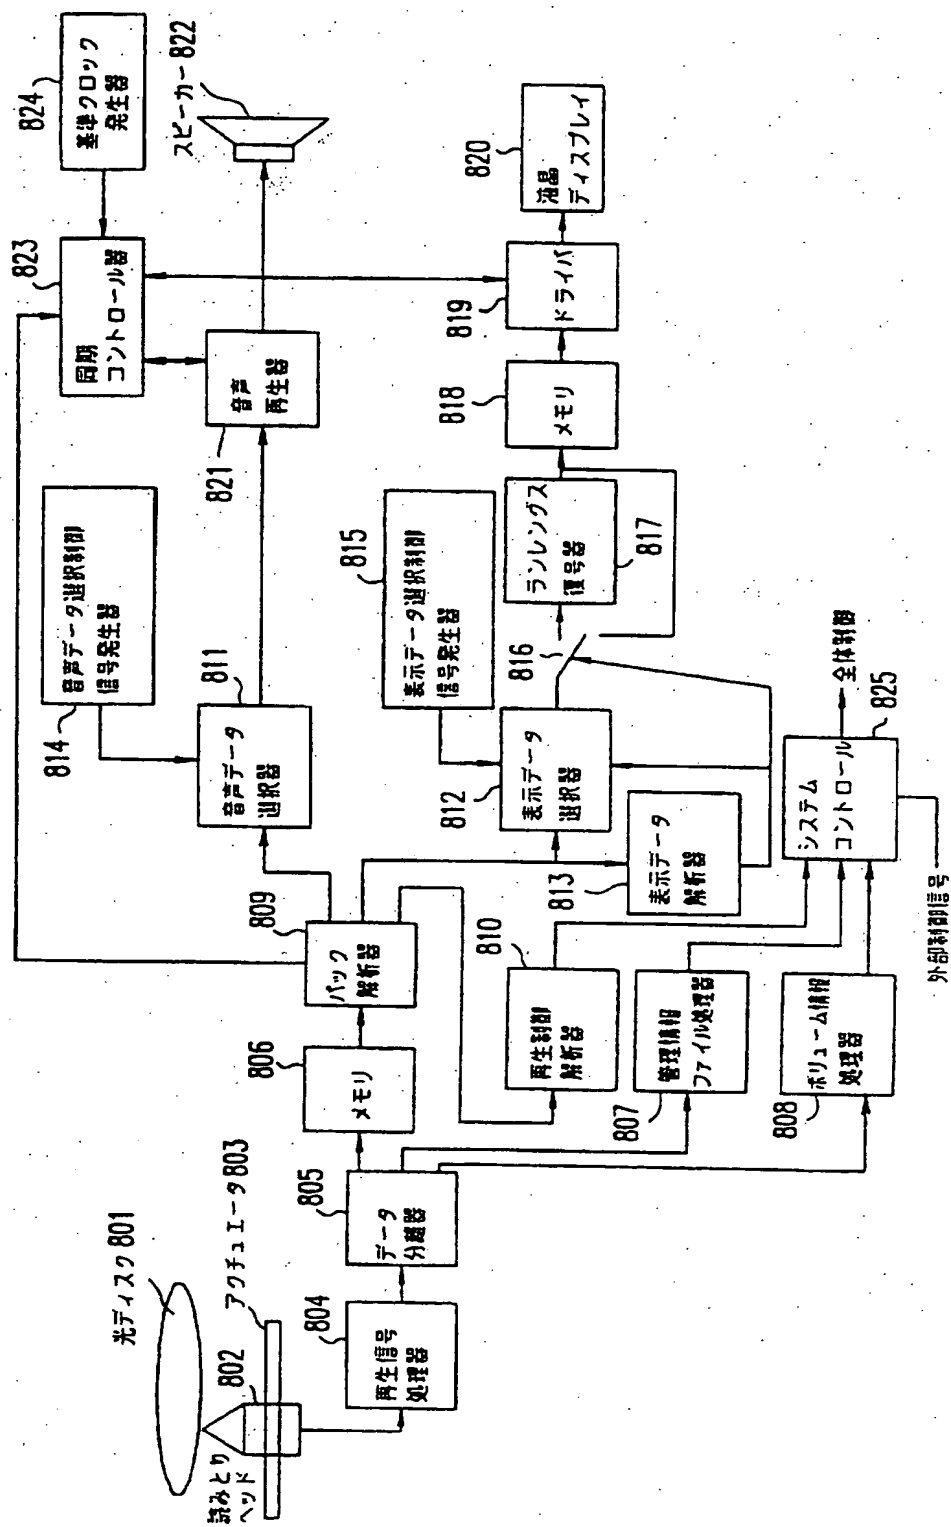 光ディスク 801
読みとり
ヘッド
802
アクチュエータ 803
804
再生信号
処理器
805
データ
分離器
806
メモリ
809
パック
解析器
810
再生制御
解析器
807
管理情報
ファイル処理器
808
ボリューム情報
処理器
814
音声データ選択制御
信号発生器
811
音声データ
選択器
812
表示データ
選択器
813
表示データ
解析器
815
表示データ選択制御
信号発生器
816
817
ランレングス
復号器
818
メモリ
819
ドライバ
820
液晶
ディスプレイ
821
音声
再生器
スピーカー 822
823
同期
コントロール器
824
基準クロック
発生器
システム
コントロール
825
全体制御
外部制御信号